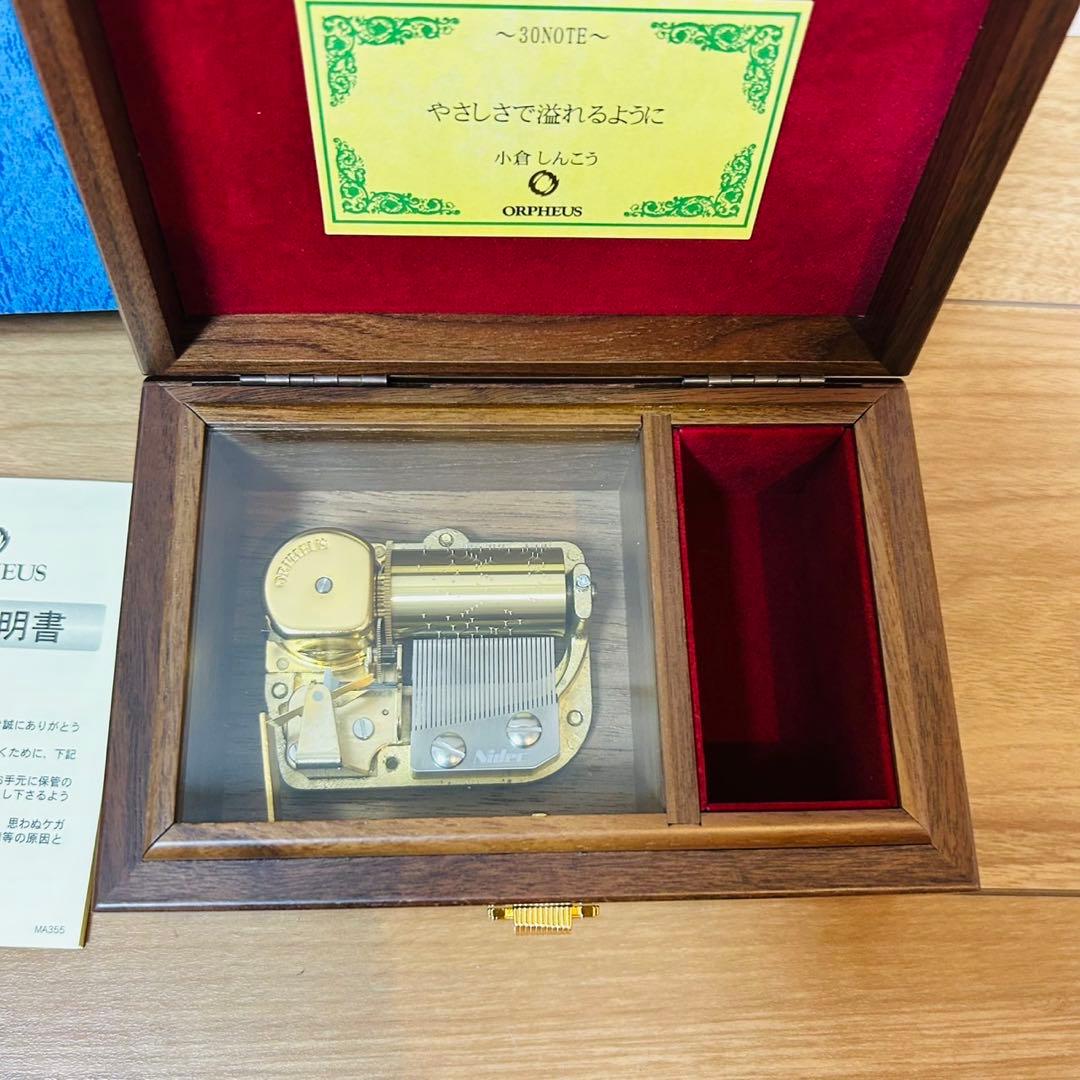 ～30NOTE～
やさしさで溢れるように
小倉 しんこう
ORPHEUS
ORPHEUS
Nidec
EUS
明書
誠にありがとう
くために、下記
お手元に保管の
し下さるよう
思わぬケガ
等の原因と
MA355